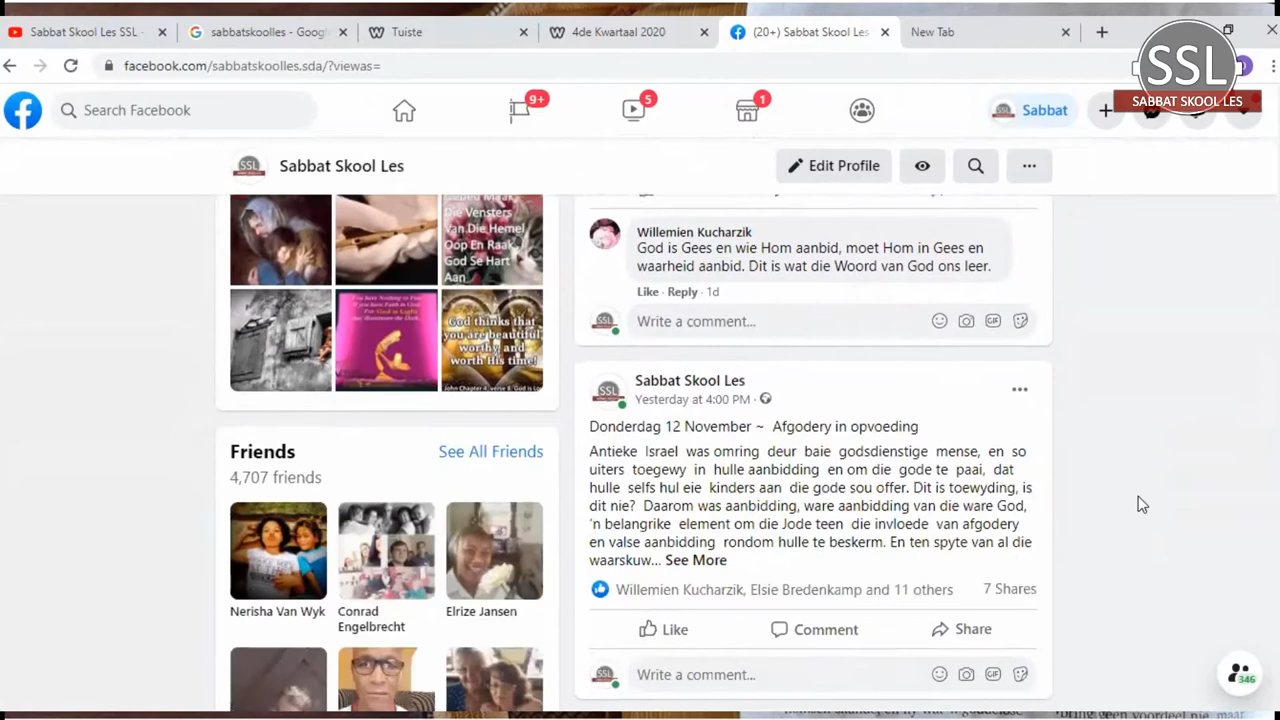 Sabbat Skool Les SSL -
sabbatskoolles - Goog
Tuiste
4de Kwartaal 2020
(20+) Sabbat Skool Les
New Tab
SSL
SABBAT SKOOL LES
facebook.com/sabbatskoolles.sda/?viewas=
Search Facebook
9+
5
1
Sabbat
SSL
Sabbat Skool Les
Edit Profile
Die Vensters
Van Die Hemel
Oop En Raak
God Se Hart
Aan
God thinks that
you are beautiful,
worthy, and
worth His time!
Friends
See All Friends
4,707 friends
Nerisha Van Wyk
Conrad
Engelbrecht
Elrize Jansen
Willemien Kucharzik
God is Gees en wie Hom aanbid, moet Hom in Gees en
waarheid aanbid. Dit is wat die Woord van God ons leer.
Like · Reply · 1d
Write a comment...
GIF
Sabbat Skool Les
Yesterday at 4:00 PM ·
Donderdag 12 November ~ Afgodery in opvoeding
Antieke Israel was omring deur baie godsdienstige mense, en so
uiters toegewy in hulle aanbidding en om die gode te paai, dat
hulle selfs hul eie kinders aan die gode sou offer. Dit is toewyding, is
dit nie? Daarom was aanbidding, ware aanbidding van die ware God,
'n belangrike element om die Jode teen die invloede van afgodery
en valse aanbidding rondom hulle te beskerm. En ten spyte van al die
waarskuw... See More
Willemien Kucharzik, Elsie Bredenkamp and 11 others
7 Shares
Like
Comment
Share
Write a comment...
GIF
346